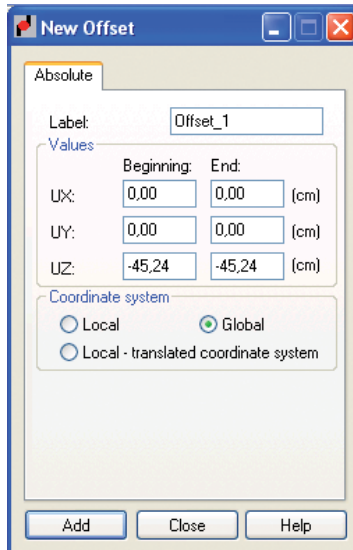 New Offset
Absolute
Label: Offset_1
Values
Beginning: End:
UX: 0,00 0,00 (cm)
UY: 0,00 0,00 (cm)
UZ: -45,24 -45,24 (cm)
Coordinate system
Local Global
Local - translated coordinate system
Add Close Help